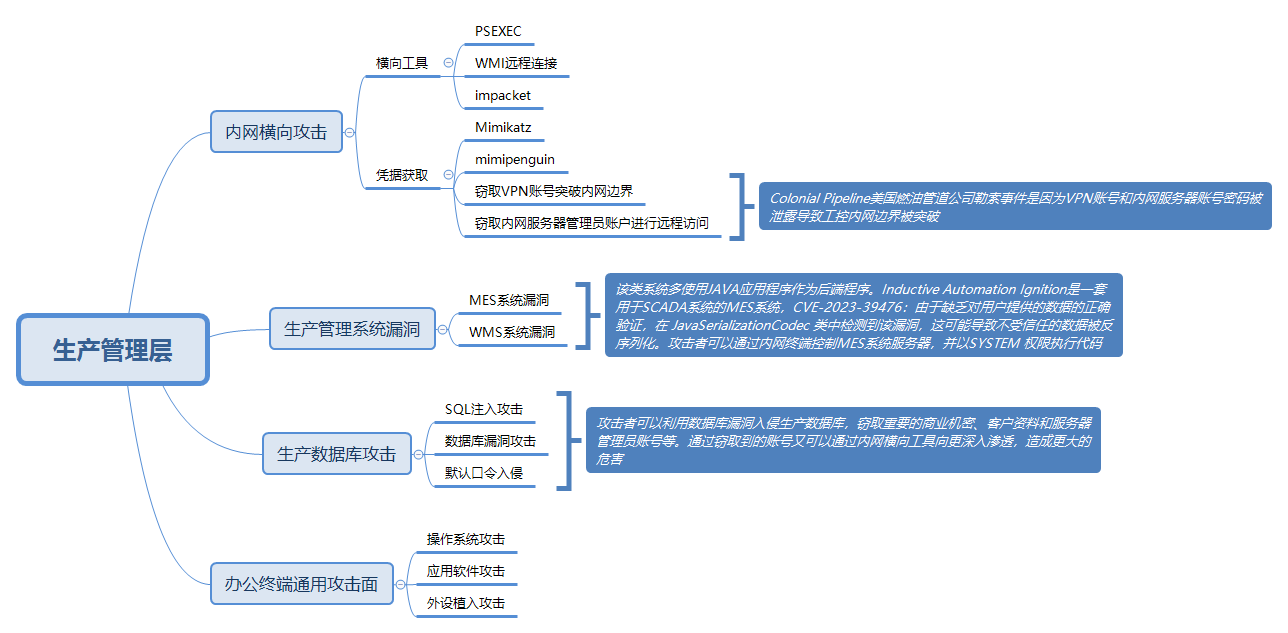 生产管理层
内网横向攻击
横向工具
PSEXEC
WMI远程连接
impacket
凭据获取
Mimikatz
mimipenguin
窃取VPN账号突破内网边界
窃取内网服务器管理员账户进行远程访问
Colonial Pipeline美国燃油管道公司勒索事件是因为VPN账号和内网服务器账号密码被
泄露导致工控内网边界被突破
生产管理系统漏洞
MES系统漏洞
WMS系统漏洞
该类系统多使用JAVA应用程序作为后端程序。Inductive Automation Ignition是一套
用于SCADA系统的MES系统，CVE-2023-39476：由于缺乏对用户提供的数据的正确
验证，在 JavaSerializationCodec 类中检测到该漏洞，这可能导致不受信任的数据被反
序列化。攻击者可以通过内网终端控制MES系统服务器，并以SYSTEM 权限执行代码
生产数据库攻击
SQL注入攻击
数据库漏洞攻击
默认口令入侵
攻击者可以利用数据库漏洞入侵生产数据库，窃取重要的商业机密、客户资料和服务器
管理员账号等。通过窃取到的账号又可以通过内网横向工具向更深入渗透，造成更大的
危害
办公终端通用攻击面
操作系统攻击
应用软件攻击
外设植入攻击